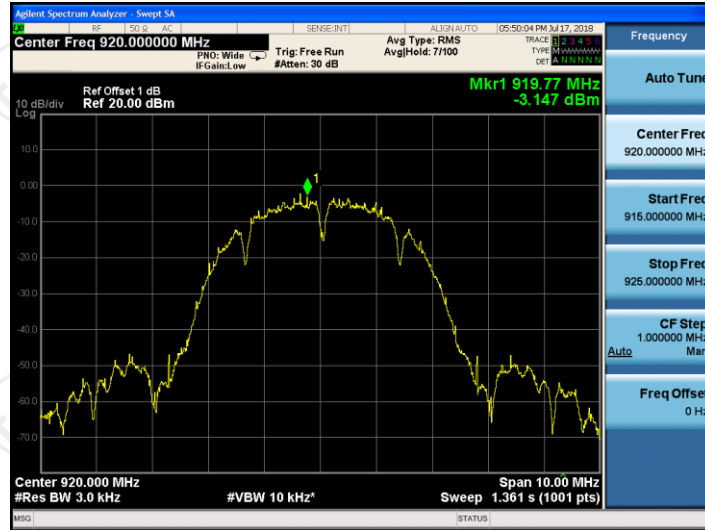 Agilent Spectrum Analyzer - Swept SA
RF 50 Ω AC SENSE:INT ALIGN AUTO 05:50:04 PM Jul 17, 2018
Center Freq 920.000000 MHz
PNO: Wide
IFGain:Low
Trig: Free Run
#Atten: 30 dB
Avg Type: RMS
Avg|Hold: 7/100
TRACE 1 2 3 4 5 6
TYPE M
DET A N N N N N
Ref Offset 1 dB
Ref 20.00 dBm
10 dB/div
Log
Mkr1 919.77 MHz
-3.147 dBm
10.0
0.00
-10.0
-20.0
-30.0
-40.0
-50.0
-60.0
-70.0
1
Center 920.000 MHz
Span 10.00 MHz
#Res BW 3.0 kHz
#VBW 10 kHz*
Sweep 1.361 s (1001 pts)
MSG
STATUS
Frequency
Auto Tune
Center Freq
920.000000 MHz
Start Freq
915.000000 MHz
Stop Freq
925.000000 MHz
CF Step
1.000000 MHz
Auto Man
Freq Offset
0 Hz